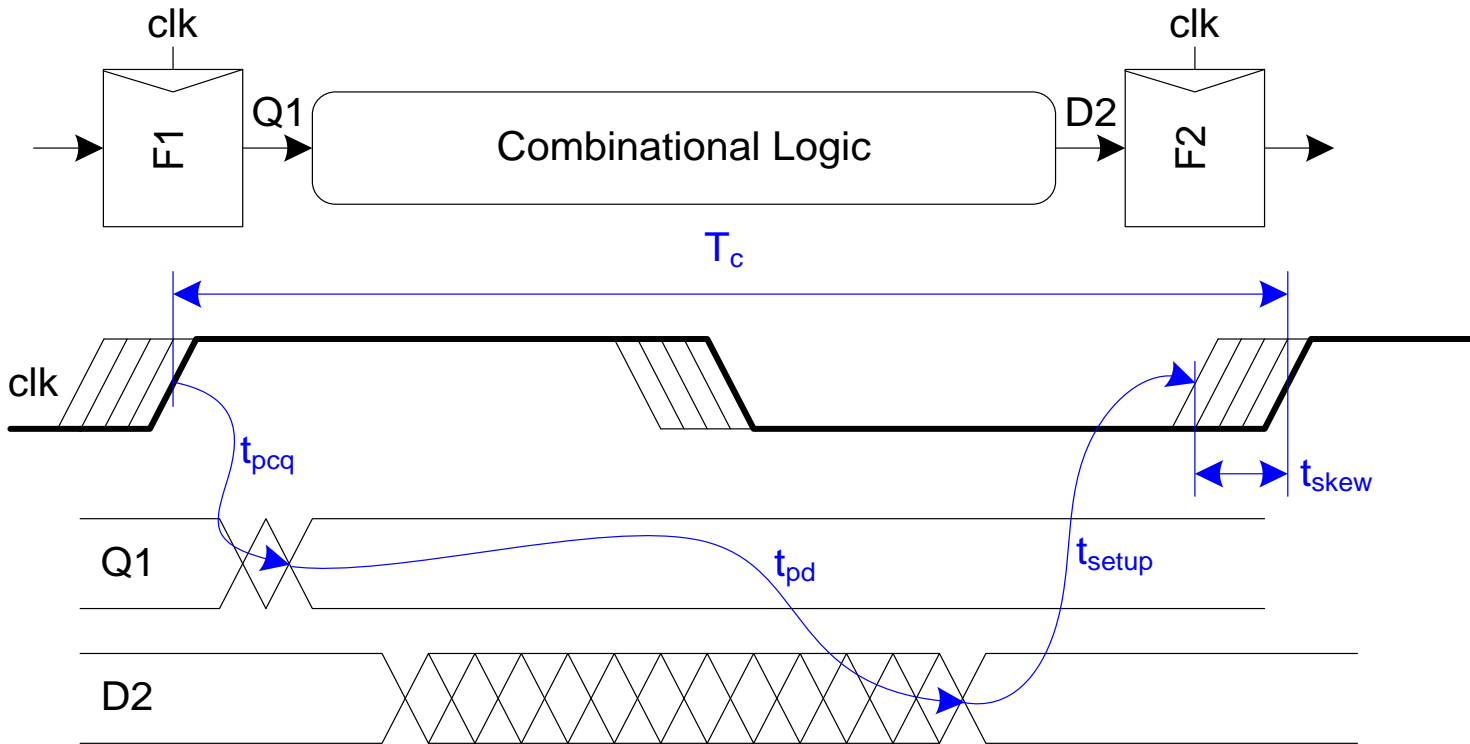 clk
clk
F1
Q1
Combinational Logic
D2
F2
Tc
clk
tpcq
tskew
Q1
tpd
tsetup
D2